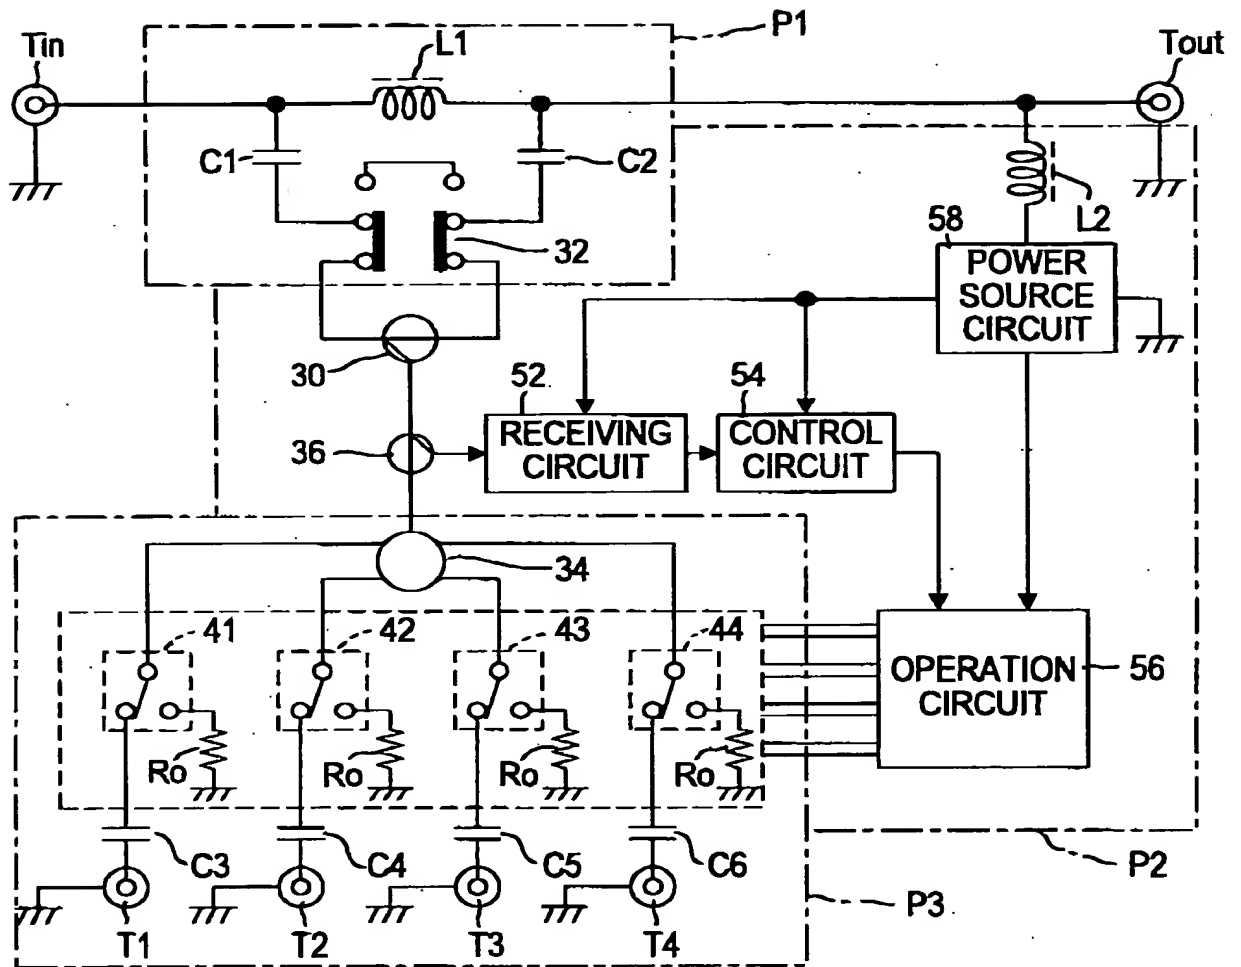 P1
Tin
L1
Tout
C1
C2
L2
32
58
POWER
SOURCE
CIRCUIT
30
52
54
36
RECEIVING
CIRCUIT
CONTROL
CIRCUIT
34
41
42
43
44
OPERATION
CIRCUIT
56
Ro
Ro
Ro
Ro
C3
C4
C5
C6
P2
P3
T1
T2
T3
T4